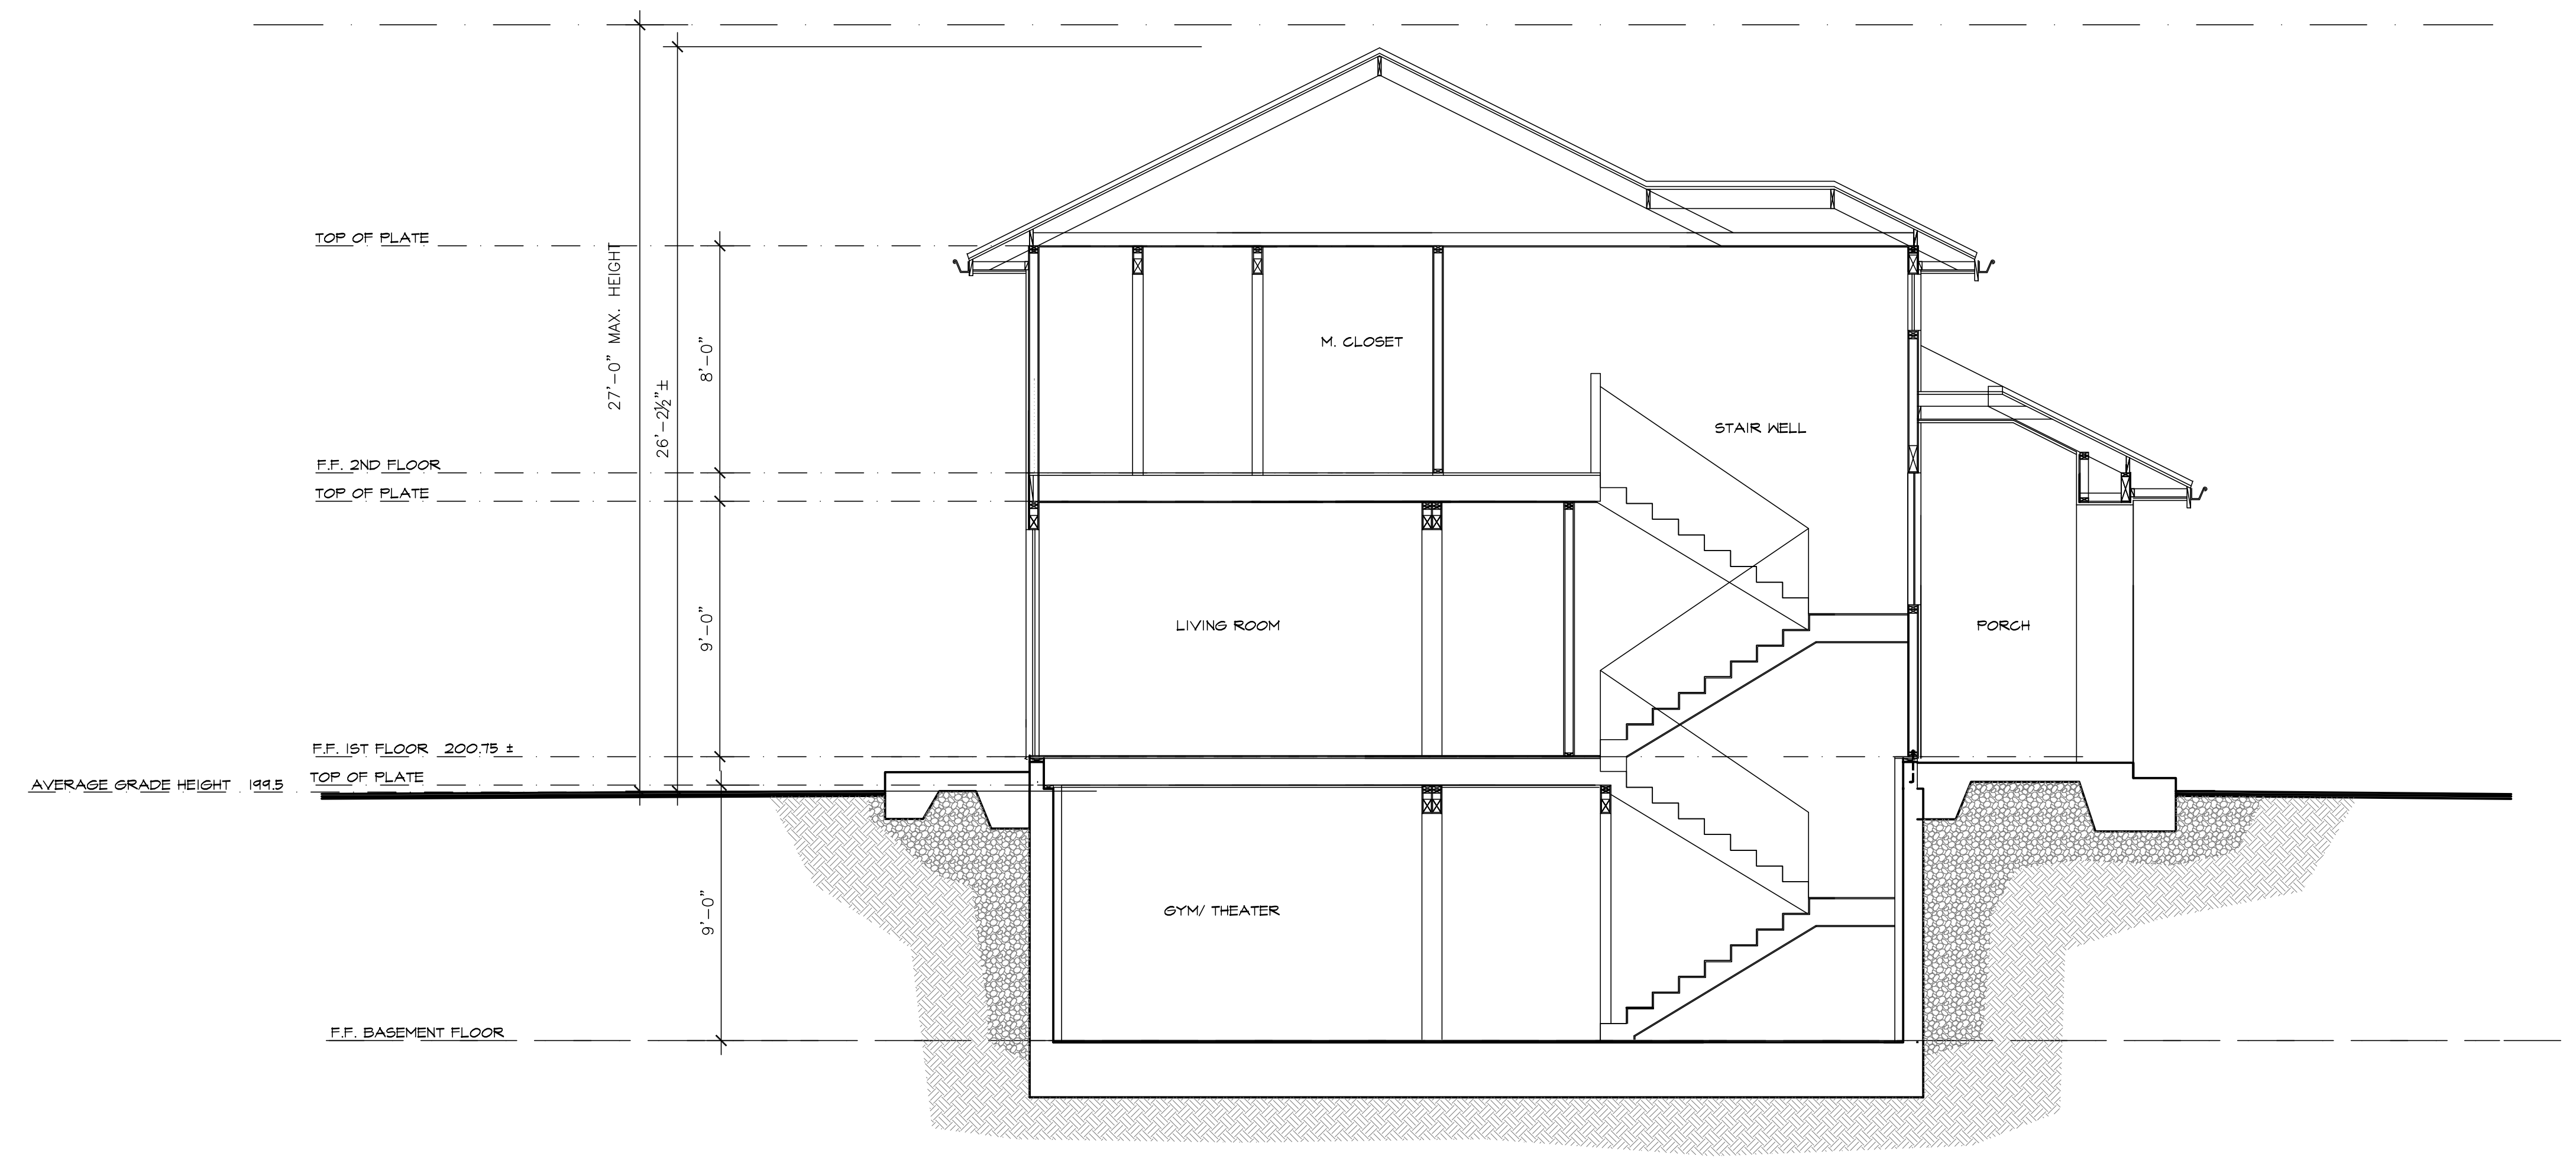 TOP OF PLATE
27'-0" MAX. HEIGHT
26'-2½"±
8'-0"
M. CLOSET
STAIR WELL
F.F. 2ND FLOOR
TOP OF PLATE
9'-0"
LIVING ROOM
PORCH
F.F. 1ST FLOOR 200.75 ±
TOP OF PLATE
AVERAGE GRADE HEIGHT 199.5
9'-0"
GYM/ THEATER
F.F. BASEMENT FLOOR